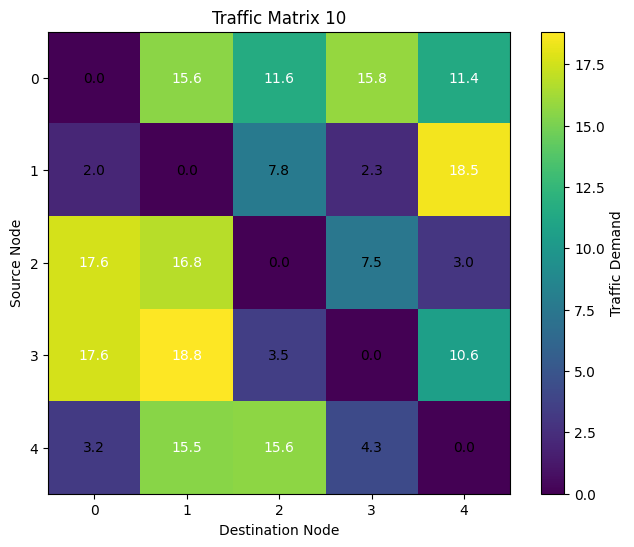 Traffic Matrix 10
Source Node
0 0.0 15.6 11.6 15.8 11.4
1 2.0 0.0 7.8 2.3 18.5
2 17.6 16.8 0.0 7.5 3.0
3 17.6 18.8 3.5 0.0 10.6
4 3.2 15.5 15.6 4.3 0.0
0 1 2 3 4
Destination Node
17.5
15.0
12.5
10.0
7.5
5.0
2.5
0.0
Traffic Demand